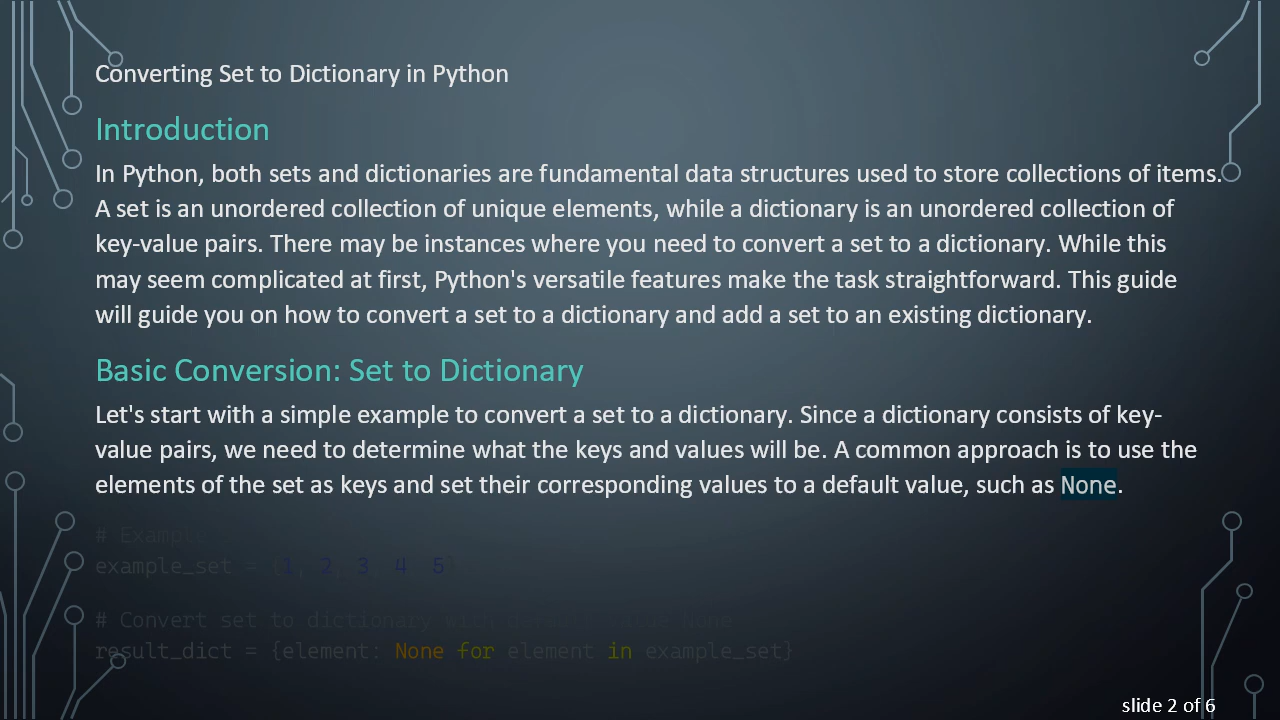 Converting Set to Dictionary in Python
Introduction
In Python, both sets and dictionaries are fundamental data structures used to store collections of items.
A set is an unordered collection of unique elements, while a dictionary is an unordered collection of
key-value pairs. There may be instances where you need to convert a set to a dictionary. While this
may seem complicated at first, Python's versatile features make the task straightforward. This guide
will guide you on how to convert a set to a dictionary and add a set to an existing dictionary.
Basic Conversion: Set to Dictionary
Let's start with a simple example to convert a set to a dictionary. Since a dictionary consists of key-
value pairs, we need to determine what the keys and values will be. A common approach is to use the
elements of the set as keys and set their corresponding values to a default value, such as None.
# Example
example_set = {1, 2, 3, 4, 5}
# Convert set to dictionary with default value None
result_dict = {element: None for element in example_set}
slide 2 of 6